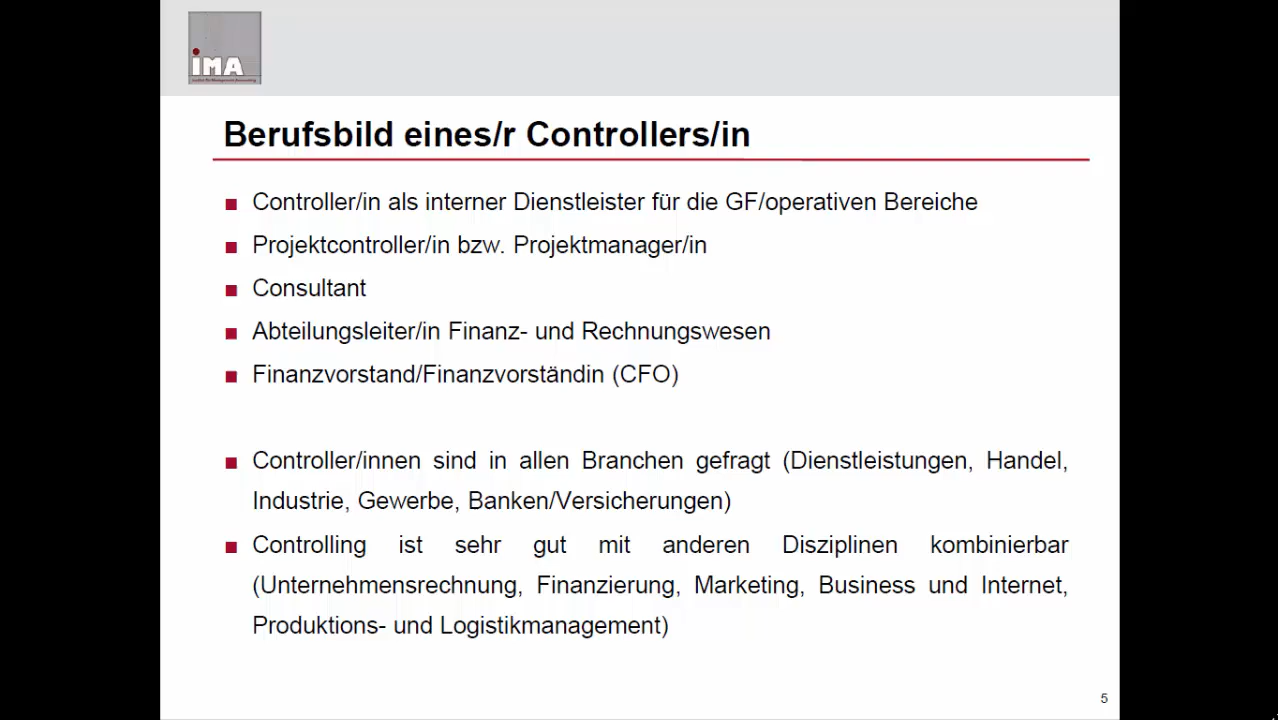 iMA
Berufsbild eines/r Controllers/in
Controller/in als interner Dienstleister für die GF/operativen Bereiche
Projektcontroller/in bzw. Projektmanager/in
Consultant
Abteilungsleiter/in Finanz- und Rechnungswesen
Finanzvorstand/Finanzvorständin (CFO)
Controller/innen sind in allen Branchen gefragt (Dienstleistungen, Handel,
Industrie, Gewerbe, Banken/Versicherungen)
Controlling ist sehr gut mit anderen Disziplinen kombinierbar
(Unternehmensrechnung, Finanzierung, Marketing, Business und Internet,
Produktions- und Logistikmanagement)
5